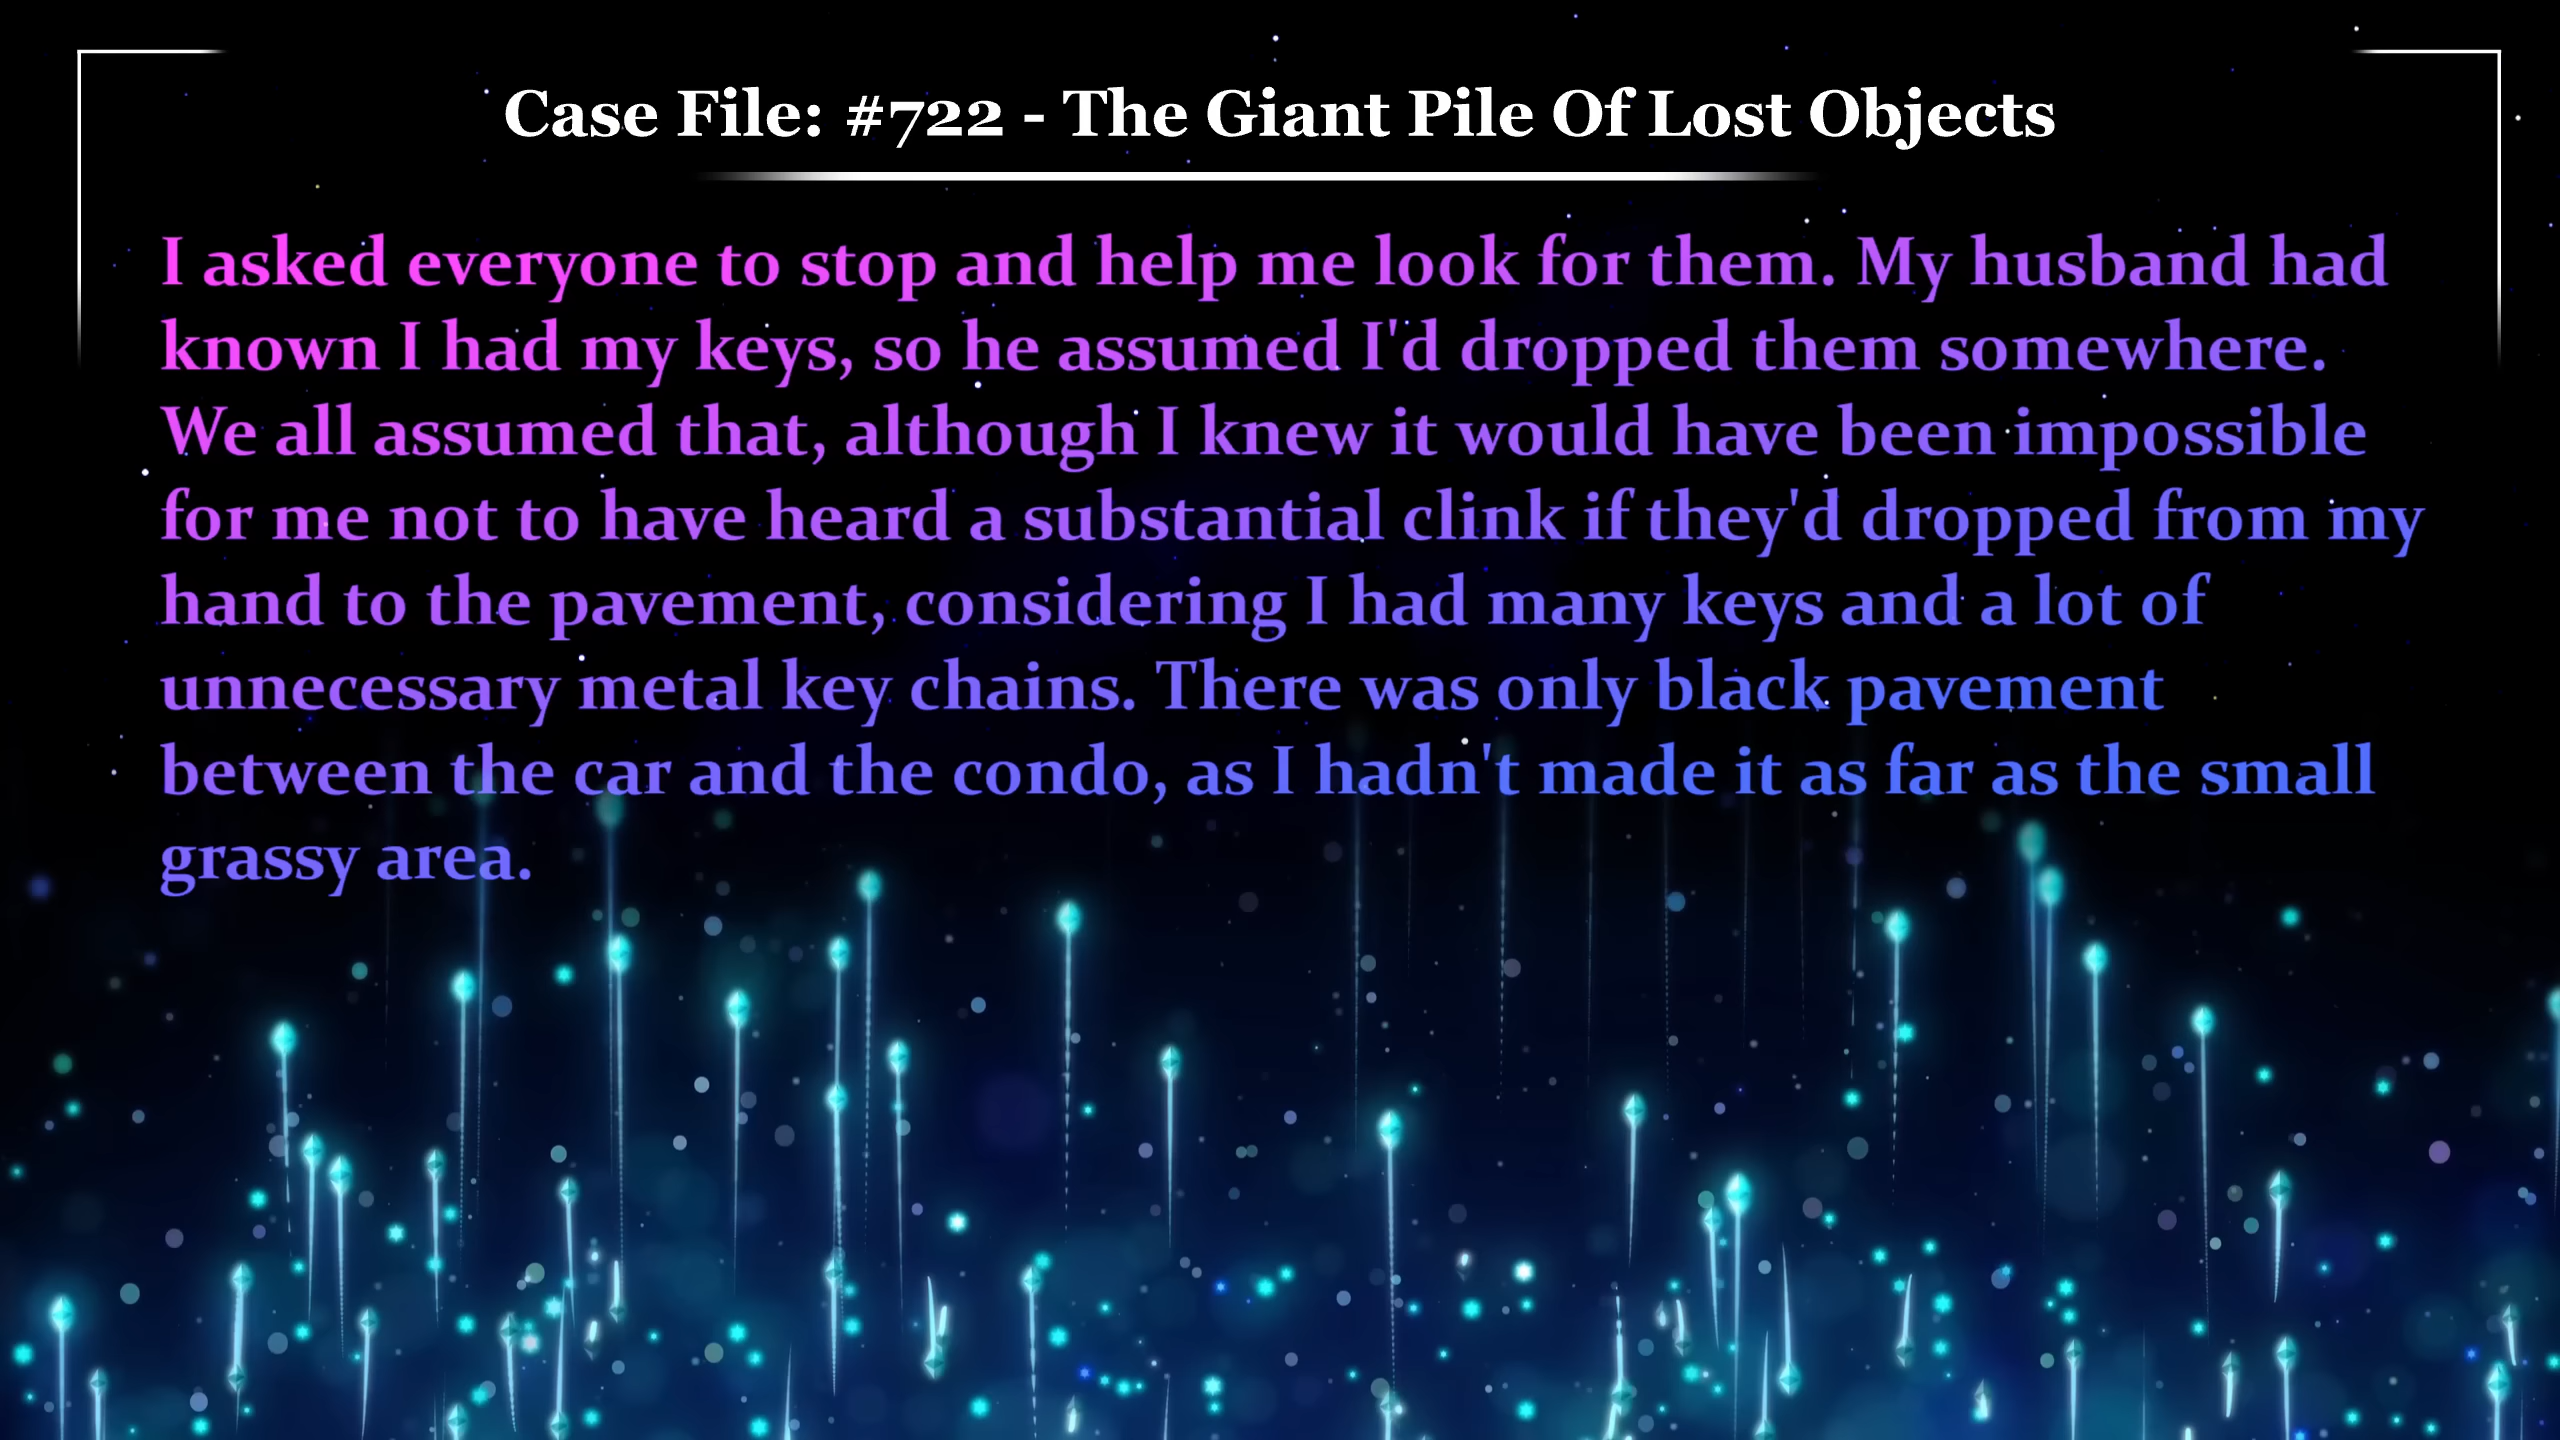 Case File: #722 - The Giant Pile Of Lost Objects
I asked everyone to stop and help me look for them. My husband had
known I had my keys, so he assumed I'd dropped them somewhere.
We all assumed that, although I knew it would have been impossible
for me not to have heard a substantial clink if they'd dropped from my
hand to the pavement, considering I had many keys and a lot of
unnecessary metal key chains. There was only black pavement
between the car and the condo, as I hadn't made it as far as the small
grassy area.